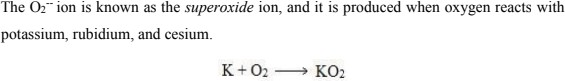 The O₂⁻ ion is known as the superoxide ion, and it is produced when oxygen reacts with
potassium, rubidium, and cesium.
K + O₂ ⟶ KO₂